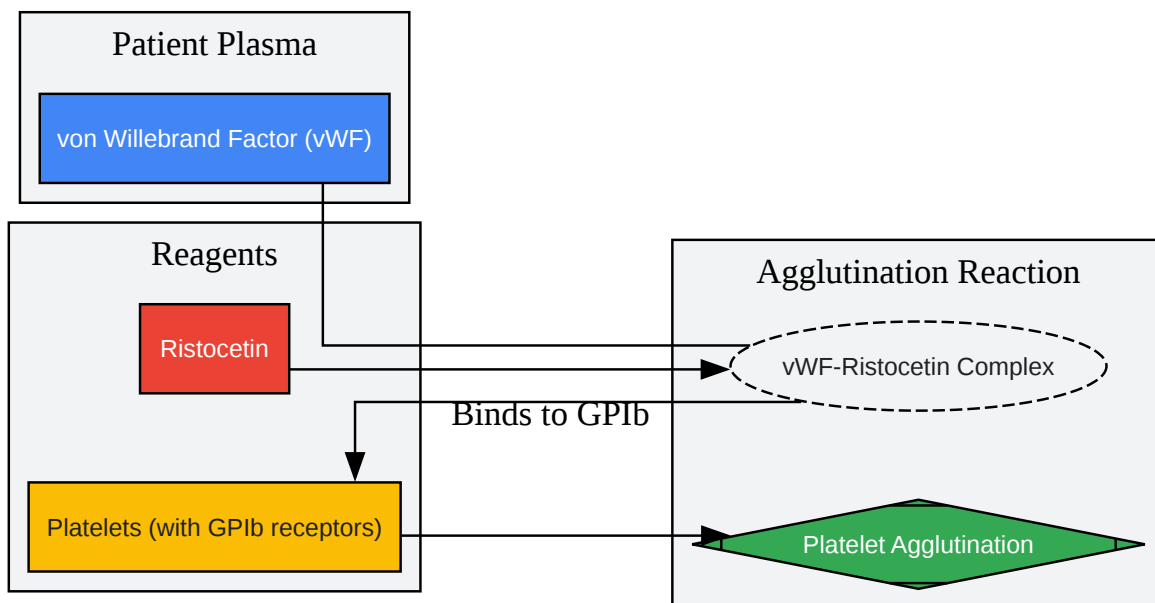 Patient Plasma
von Willebrand Factor (vWF)
Reagents
Ristocetin
Agglutination Reaction
vWF-Ristocetin Complex
Binds to GPIb
Platelets (with GPIb receptors)
Platelet Agglutination